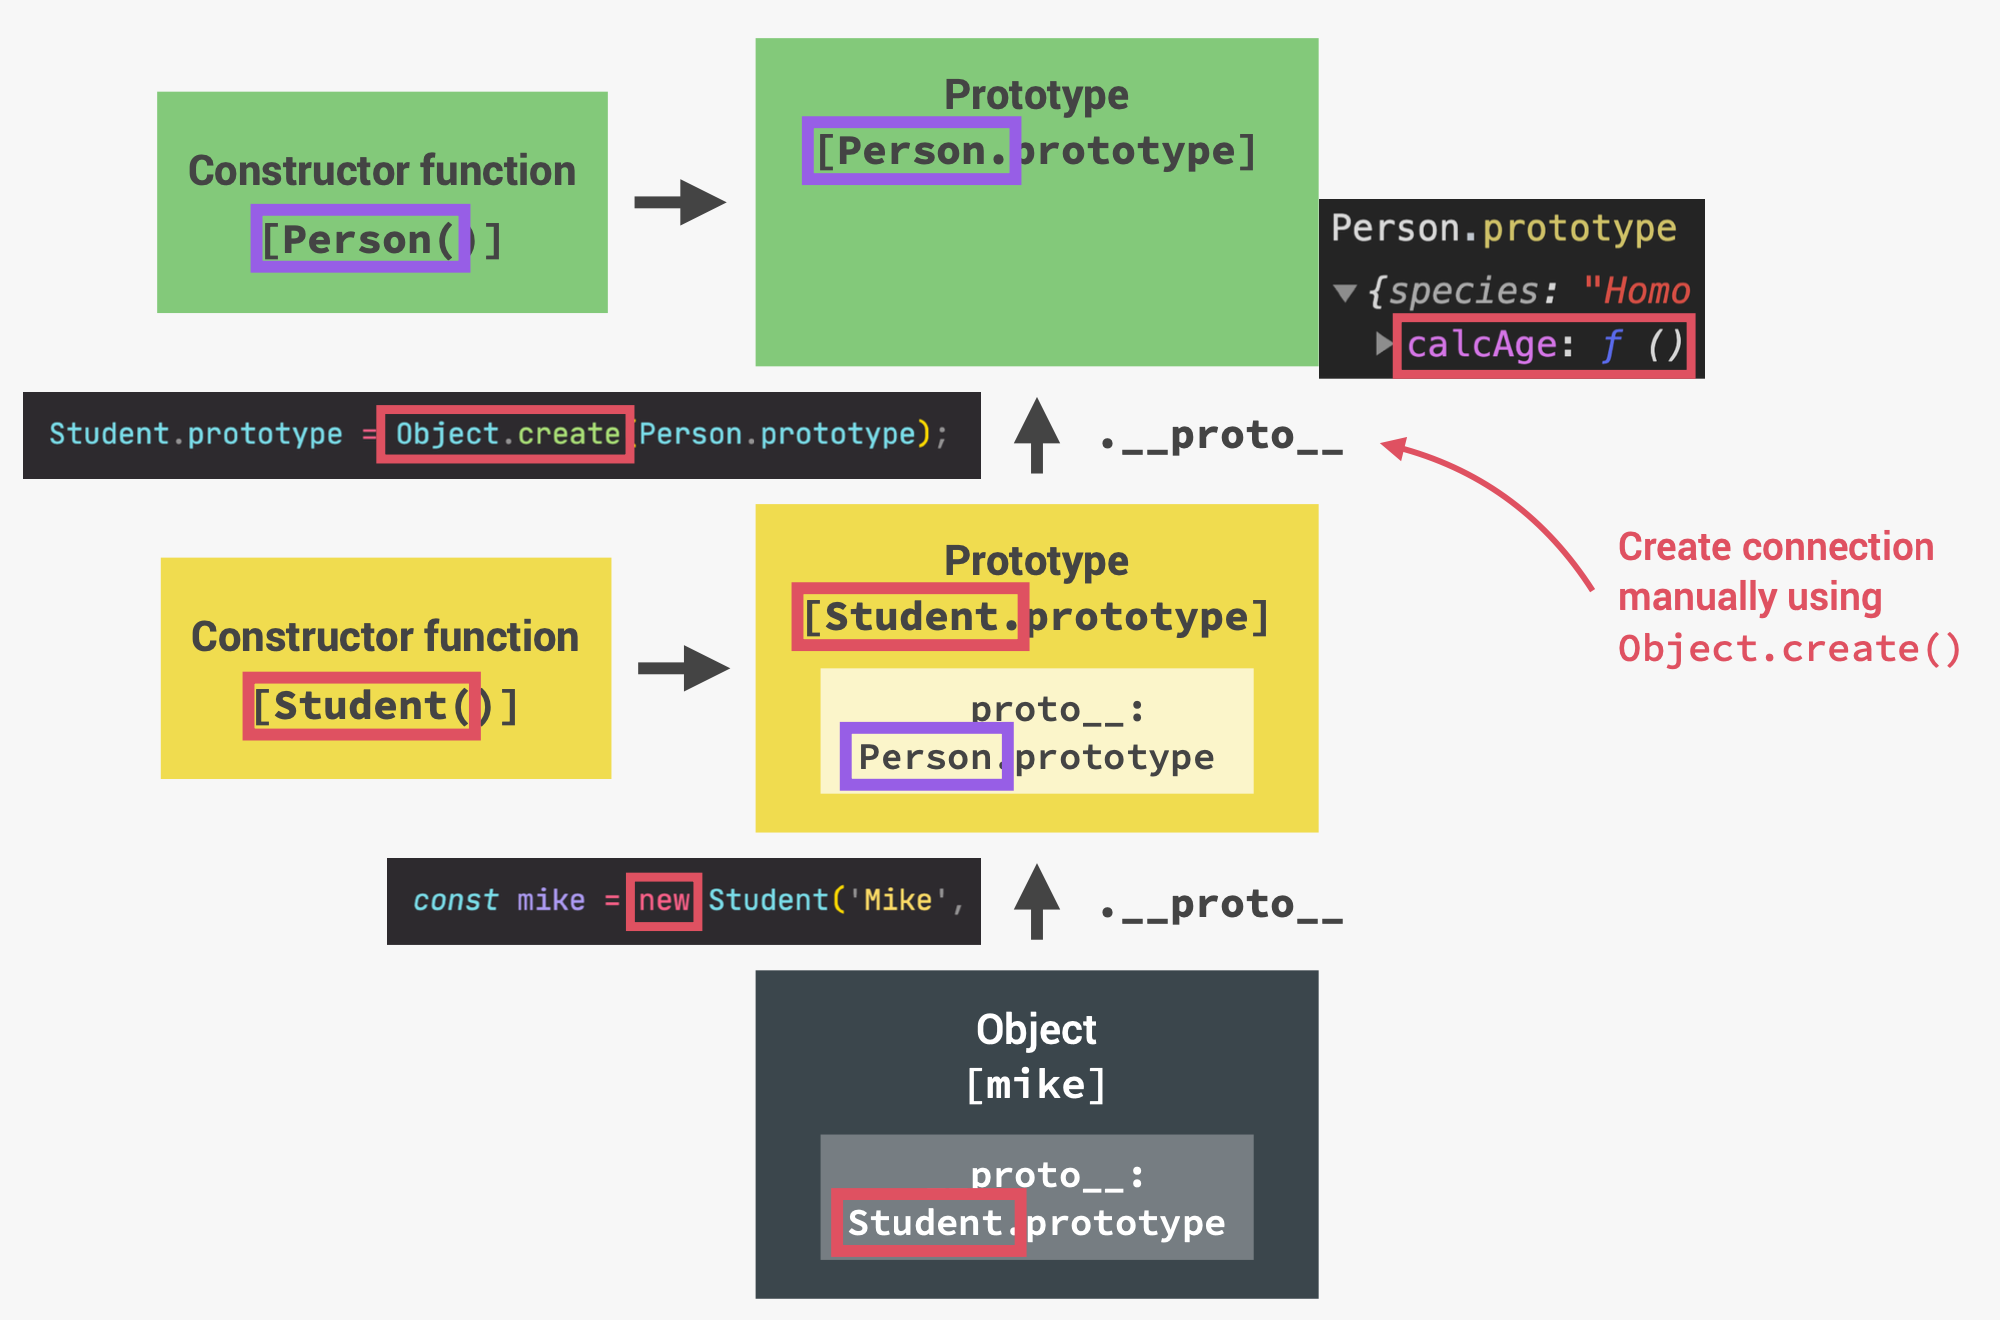 Prototype
[Person.prototype]
Constructor function
[Person()]
Person.prototype
{species: "Homo
calcAge: ƒ ()
Student.prototype = Object.create(Person.prototype);
.__proto__
Create connection
manually using
Object.create()
Prototype
[Student.prototype]
Constructor function
[Student()]
proto__:
Person.prototype
const mike = new Student('Mike',
.__proto__
Object
[mike]
proto__:
Student.prototype